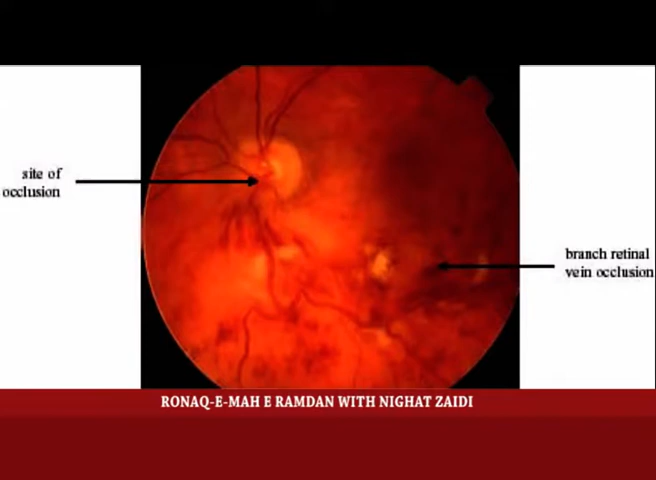 site of
occlusion
branch retinal
vein occlusion
RONAQ-E-MAH E RAMDAN WITH NIGHAT ZAIDI